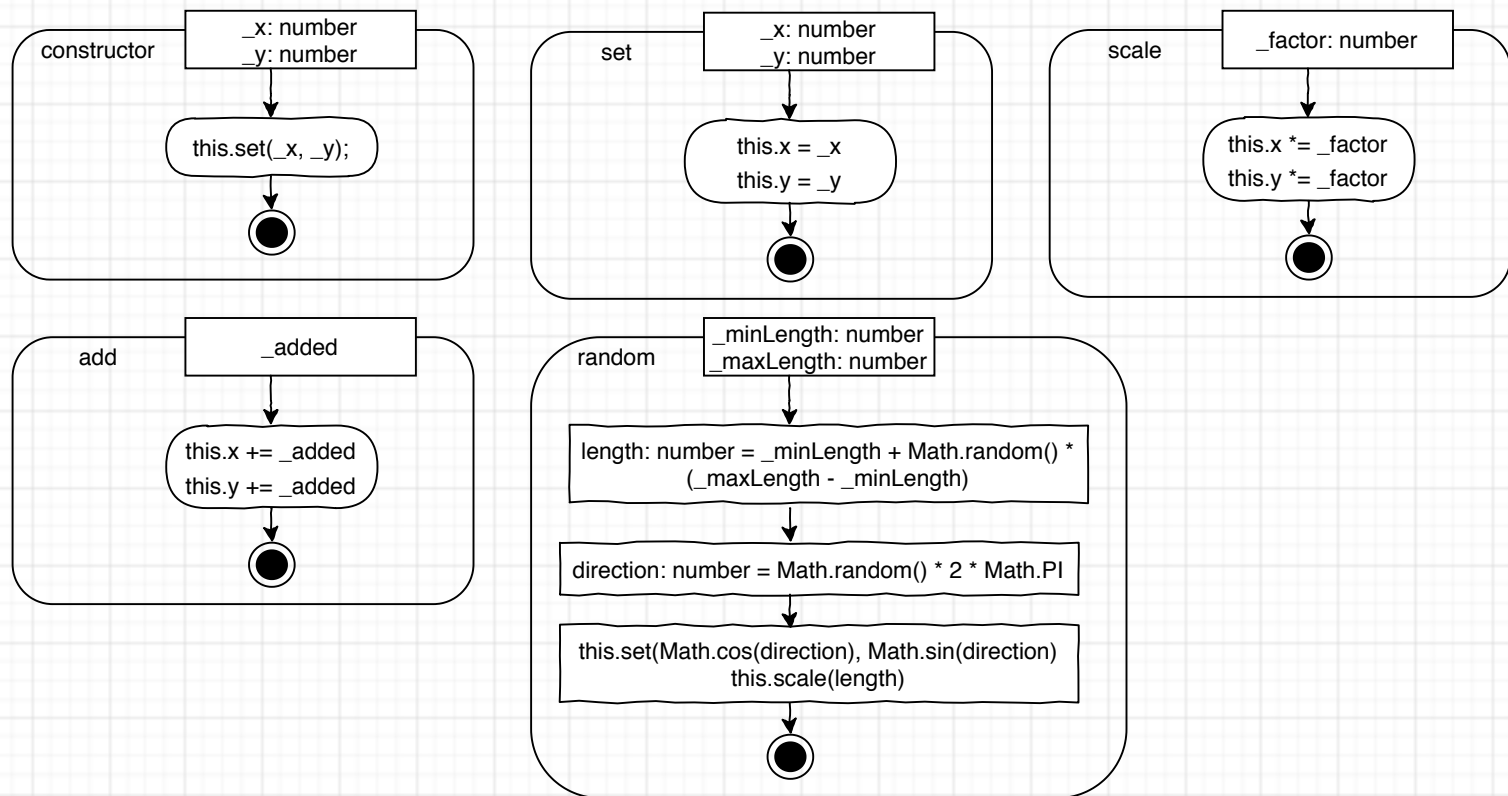 constructor
_x: number
_y: number
this.set(_x, _y);
set
_x: number
_y: number
this.x = _x
this.y = _y
scale
_factor: number
this.x *= _factor
this.y *= _factor
add
_added
this.x += _added
this.y += _added
random
_minLength: number
_maxLength: number
length: number = _minLength + Math.random() *
(_maxLength - _minLength)
direction: number = Math.random() * 2 * Math.PI
this.set(Math.cos(direction), Math.sin(direction)
this.scale(length)